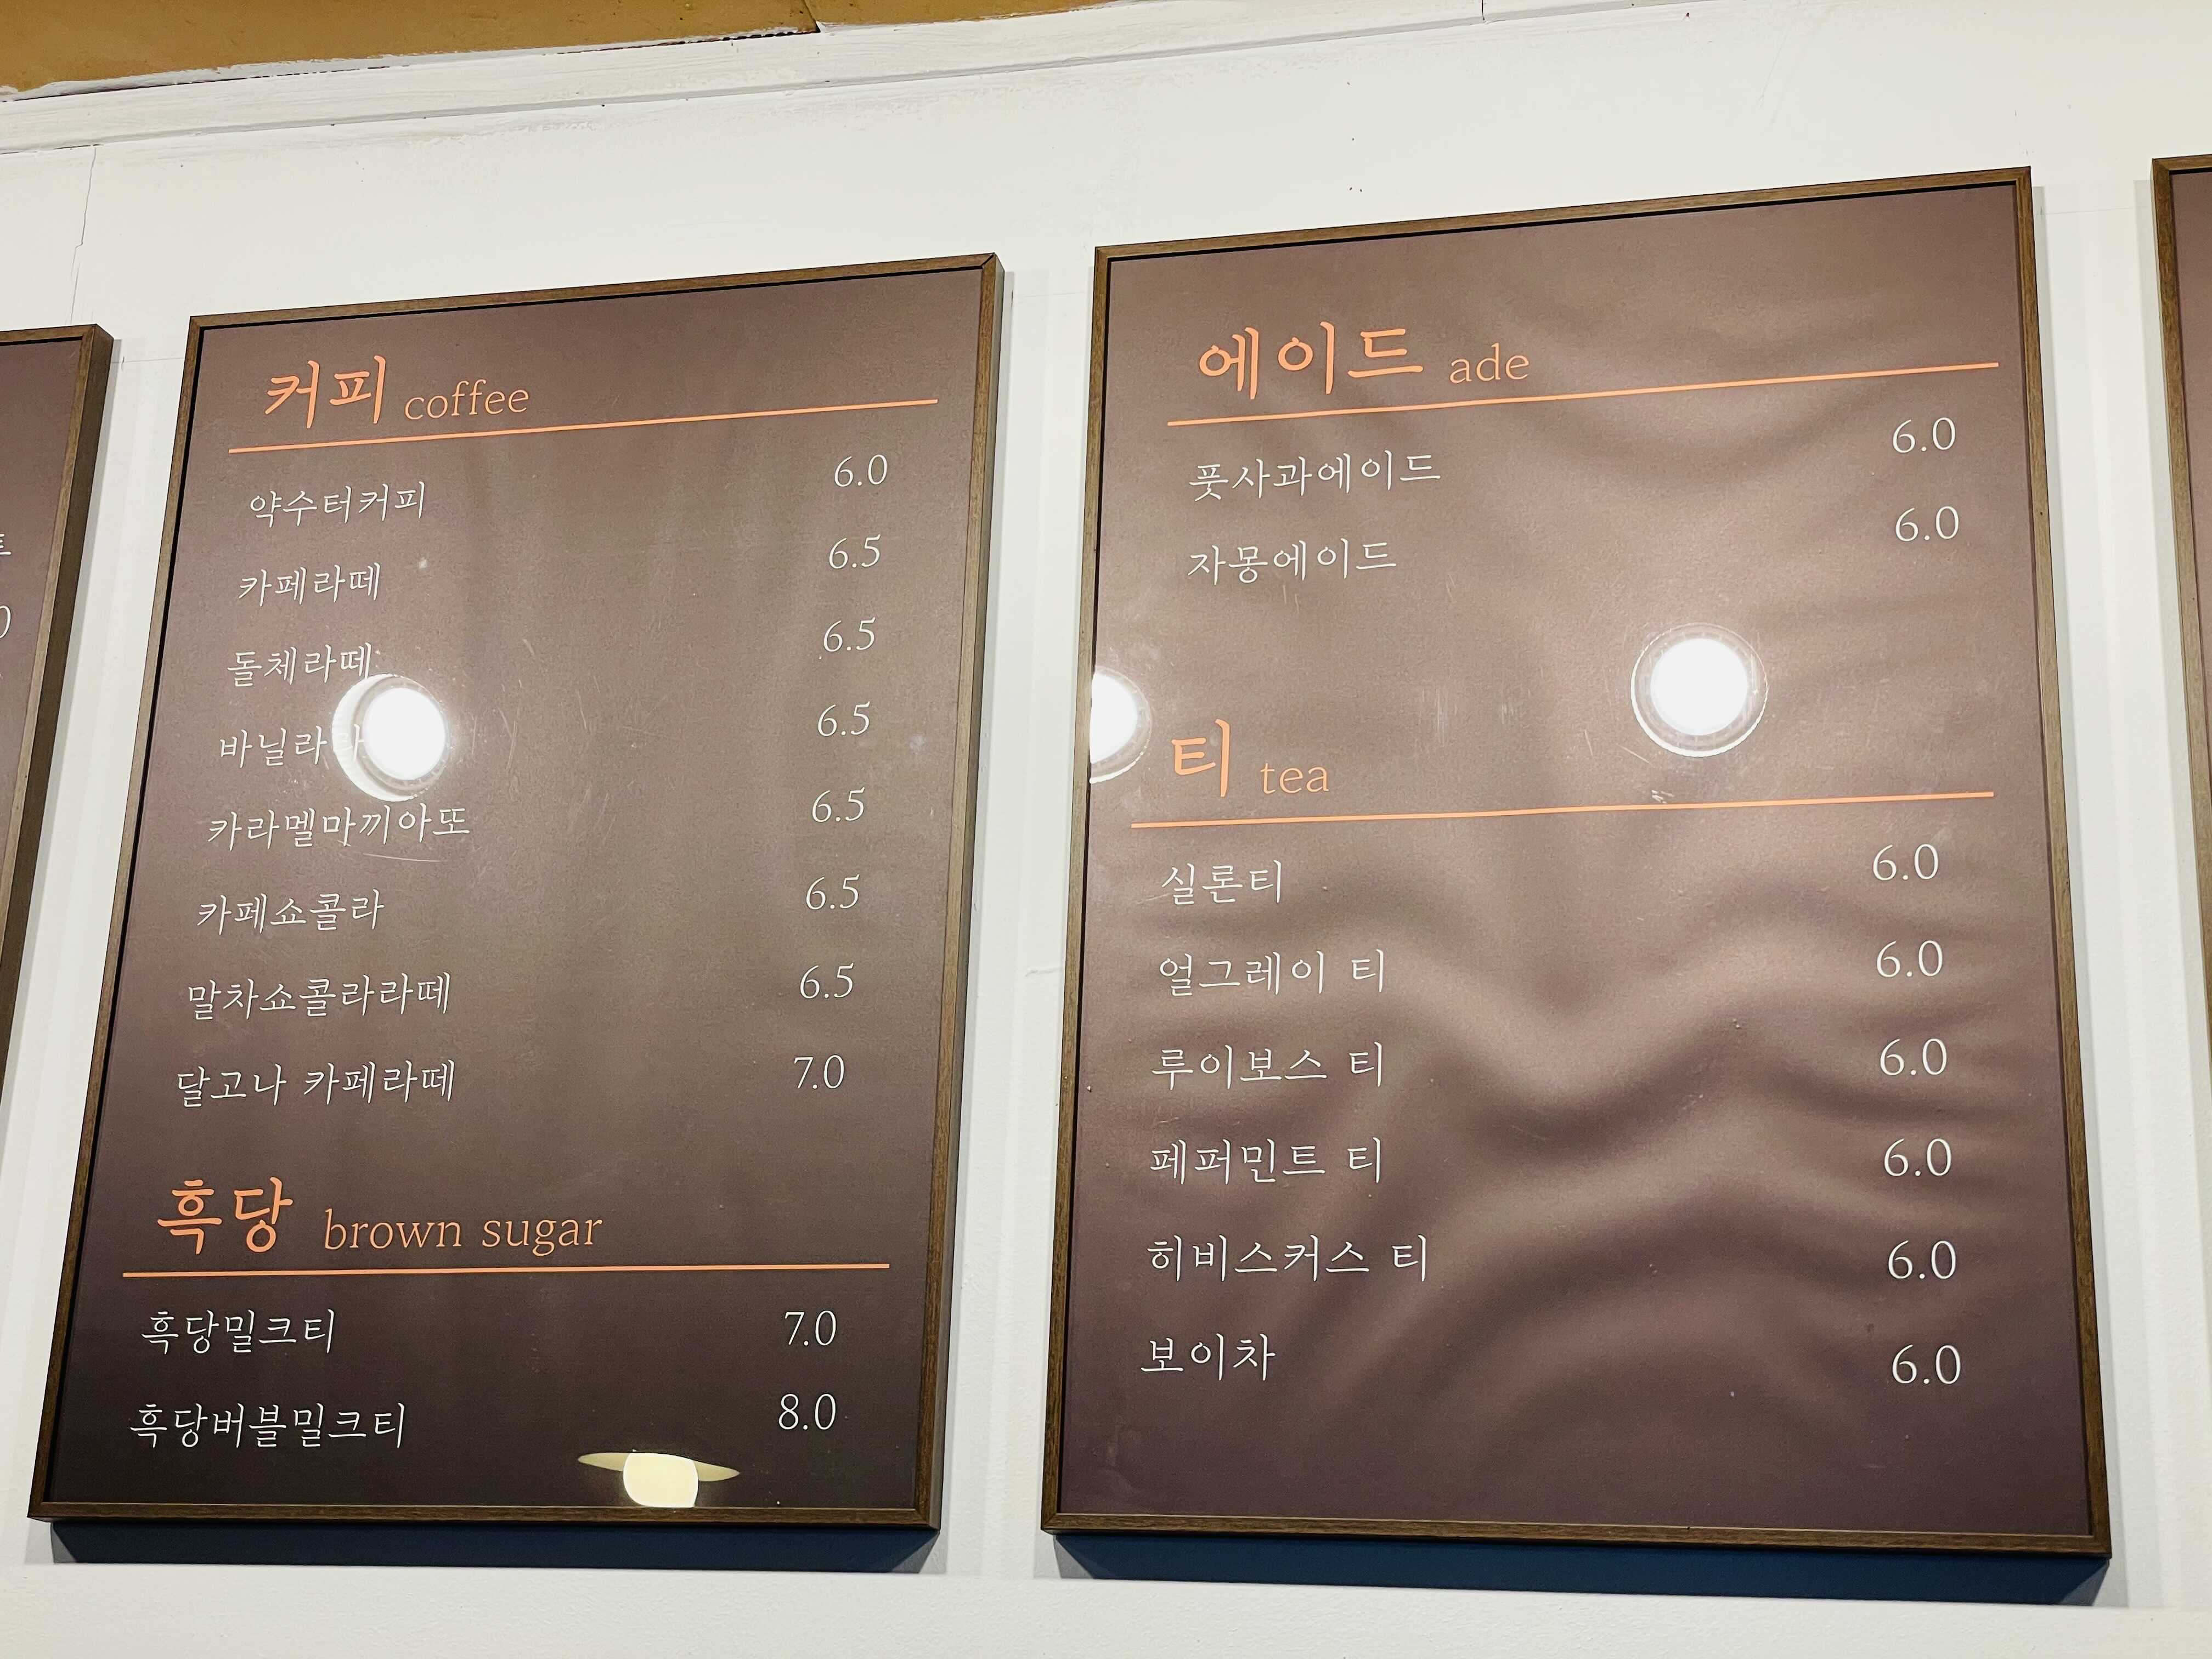 커피 coffee
약수터커피 6.0
카페라떼 6.5
돌체라떼 6.5
6.5
카라멜마끼아또 6.5
카페쇼콜라 6.5
말차쇼콜라라떼 6.5
달고나 카페라떼 7.0
흑당 brown sugar
흑당밀크티 7.0
흑당버블밀크티 8.0
에이드 ade
풋사과에이드 6.0
자몽에이드 6.0
티 tea
실론티 6.0
얼그레이 티 6.0
루이보스 티 6.0
페퍼민트 티 6.0
히비스커스 티 6.0
보이차 6.0